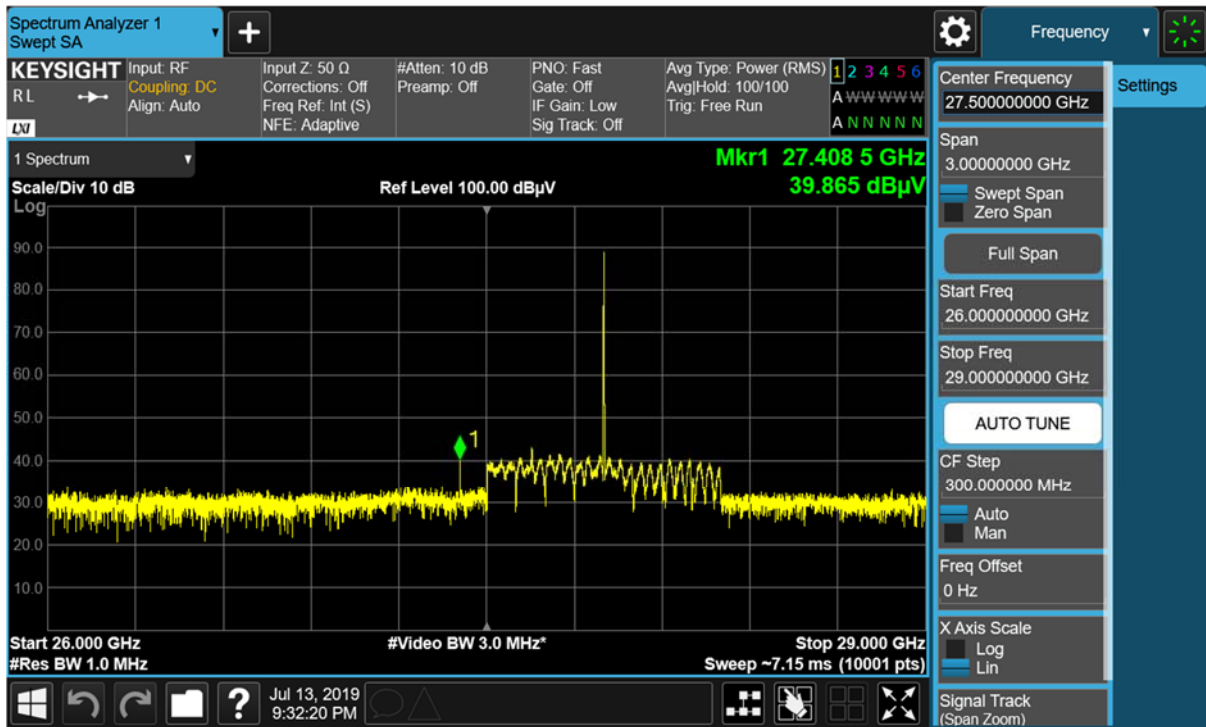 Spectrum Analyzer 1
Swept SA
+
Frequency
KEYSIGHT
RL
LXI
Input: RF
Coupling: DC
Align: Auto
Input Z: 50 Ω
Corrections: Off
Freq Ref: Int (S)
NFE: Adaptive
#Atten: 10 dB
Preamp: Off
PNO: Fast
Gate: Off
IF Gain: Low
Sig Track: Off
Avg Type: Power (RMS)
Avg|Hold: 100/100
Trig: Free Run
1 2 3 4 5 6
A W W W W W
A N N N N N
1 Spectrum
Mkr1 27.408 5 GHz
39.865 dBµV
Scale/Div 10 dB
Ref Level 100.00 dBµV
Log
90.0
80.0
70.0
60.0
50.0
40.0
30.0
20.0
10.0
1
Start 26.000 GHz
#Video BW 3.0 MHz*
Stop 29.000 GHz
#Res BW 1.0 MHz
Sweep ~7.15 ms (10001 pts)
?
Jul 13, 2019
9:32:20 PM
Center Frequency
27.500000000 GHz
Settings
Span
3.00000000 GHz
Swept Span
Zero Span
Full Span
Start Freq
26.000000000 GHz
Stop Freq
29.000000000 GHz
AUTO TUNE
CF Step
300.000000 MHz
Auto
Man
Freq Offset
0 Hz
X Axis Scale
Log
Lin
Signal Track
(Span Zoom)